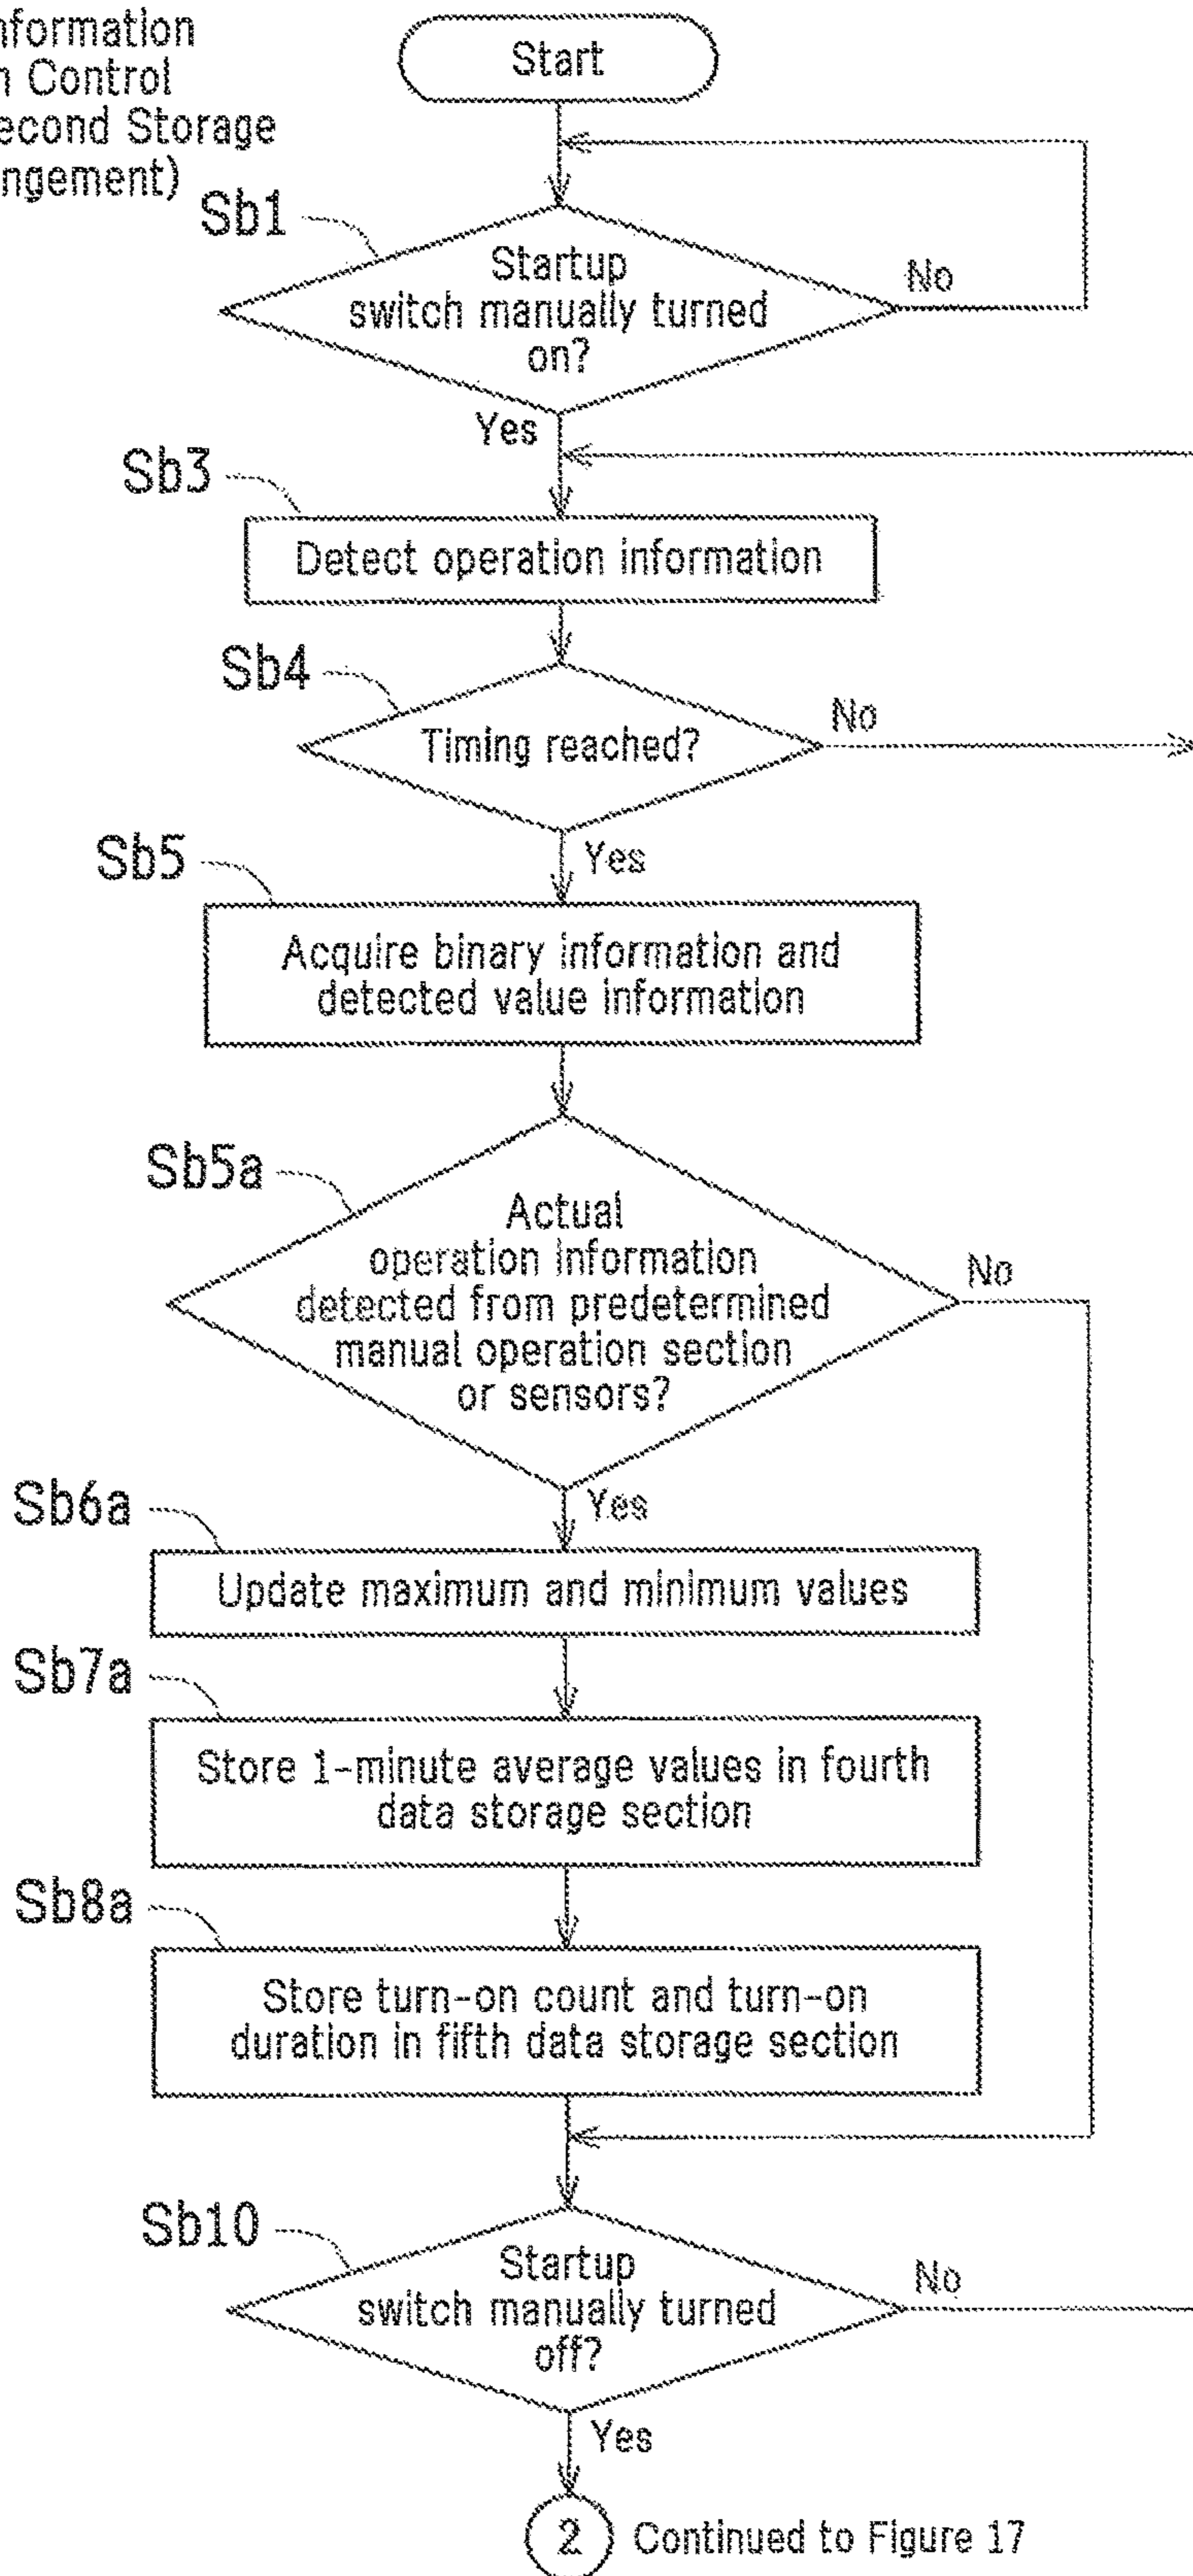 nformation
n Control
econd Storage
ngement)
Start
Sb1
Startup
switch manually turned
on?
No
Yes
Sb3
Detect operation information
Sb4
Timing reached?
No
Yes
Sb5
Acquire binary information and
detected value information
Sb5a
Actual
operation information
detected from predetermined
manual operation section
or sensors?
No
Yes
Sb6a
Update maximum and minimum values
Sb7a
Store 1-minute average values in fourth
data storage section
Sb8a
Store turn-on count and turn-on
duration in fifth data storage section
Sb10
Startup
switch manually turned
off?
No
Yes
2 Continued to Figure 17